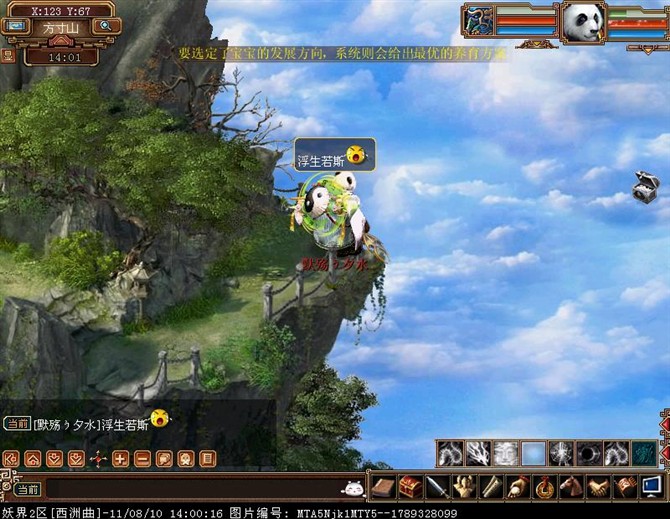 X:123 Y:67
方寸山
14:01
要选定了宝宝的发展方向，系统则会给出最优的养育方案
浮生若斯
默殇ゥ夕水
当前 [默殇ゥ夕水]浮生若斯
当前
妖界2区[西洲曲]-11/08/10 14:00:16 图片编号: MTA5Njk1MTY5--1789328099